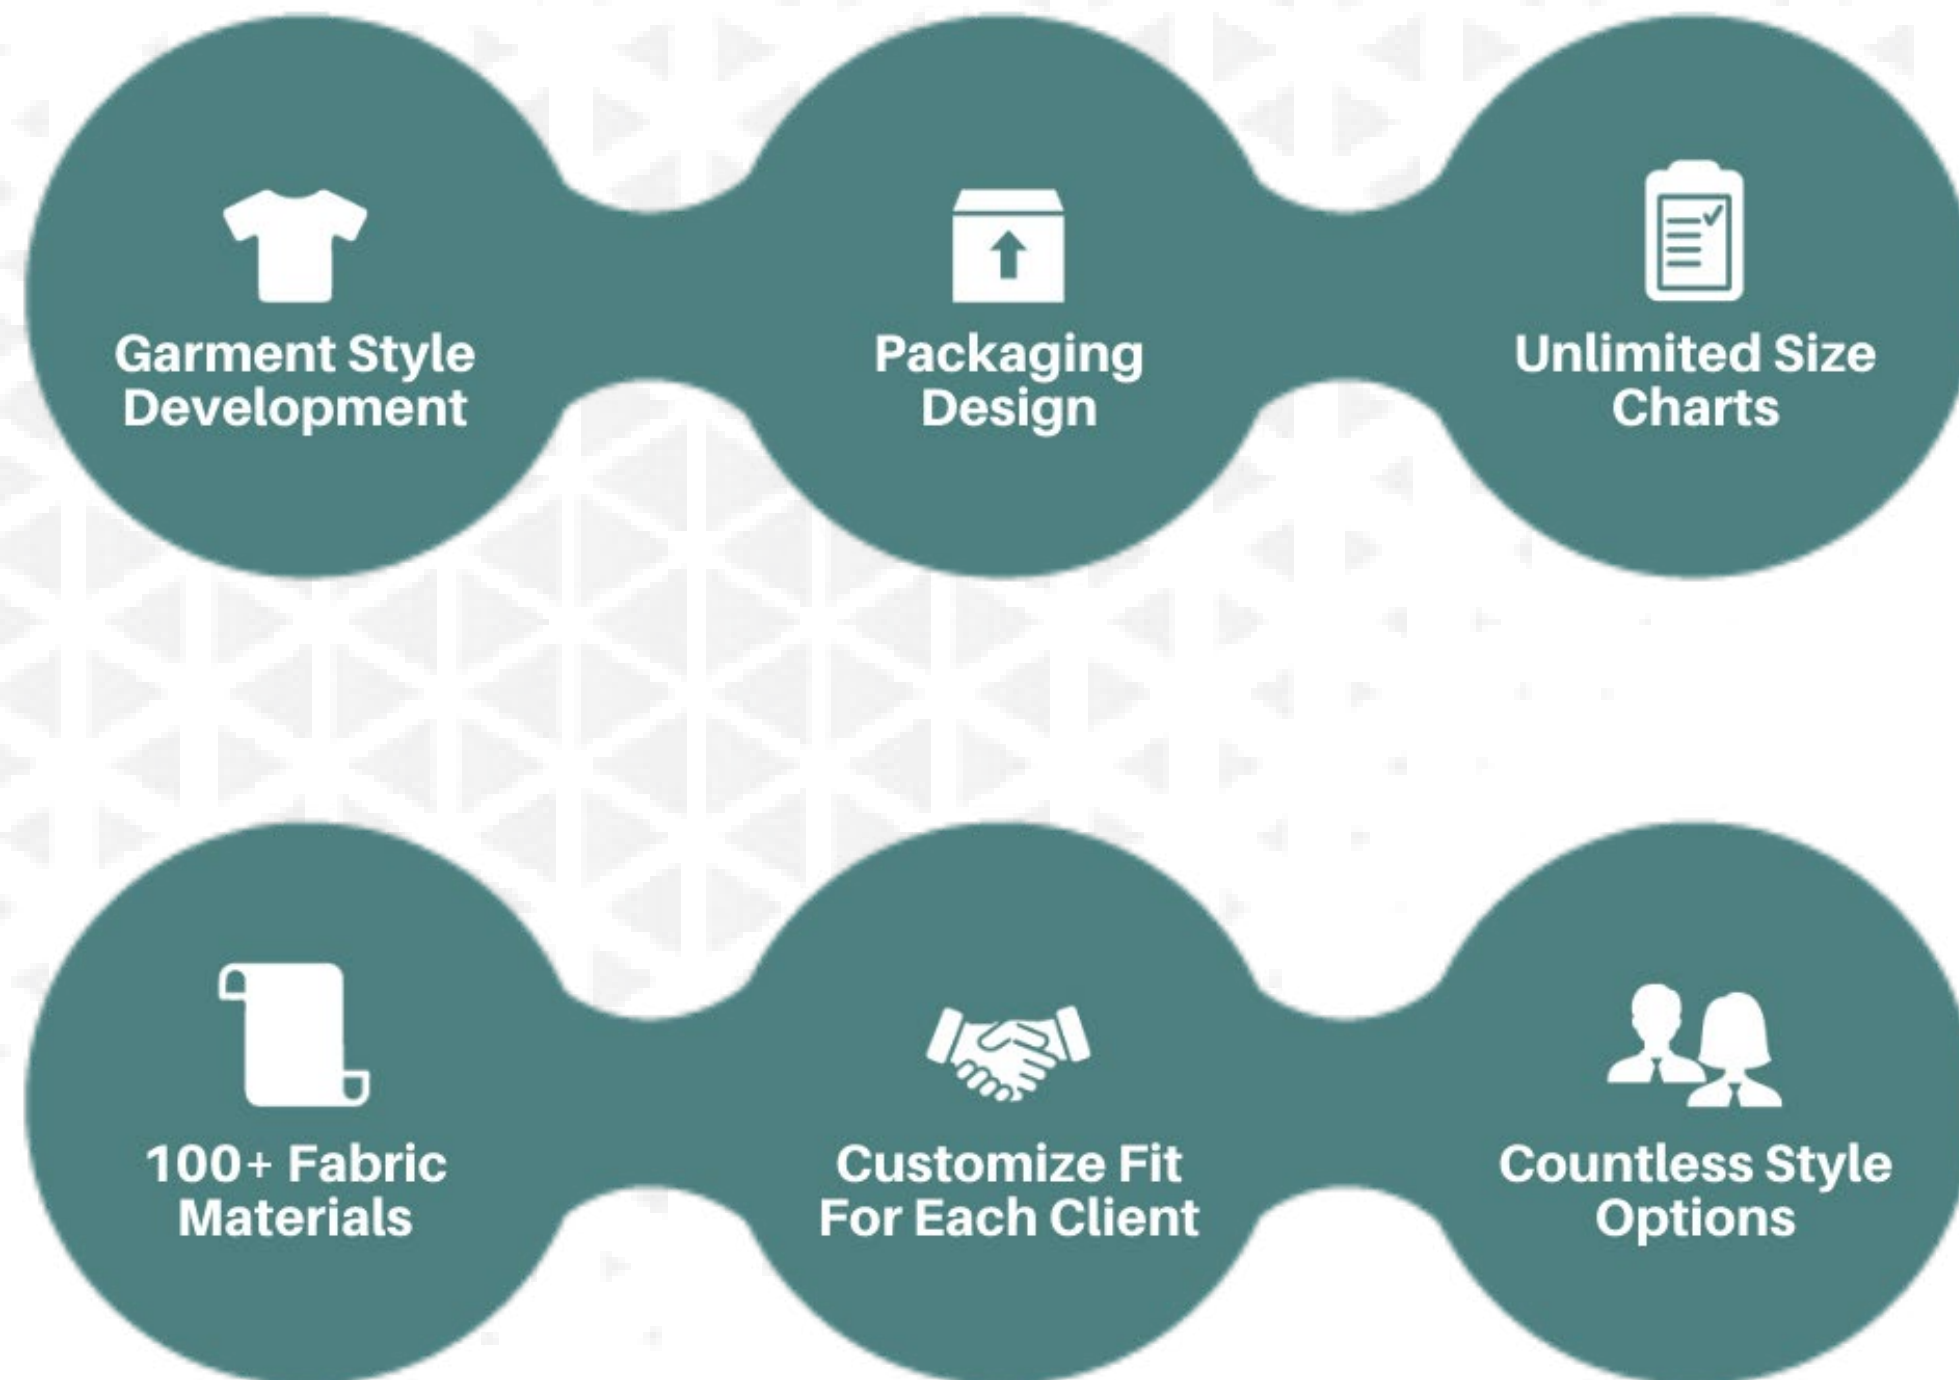 Garment Style
Development
Packaging
Design
Unlimited Size
Charts
100+ Fabric
Materials
Customize Fit
For Each Client
Countless Style
Options